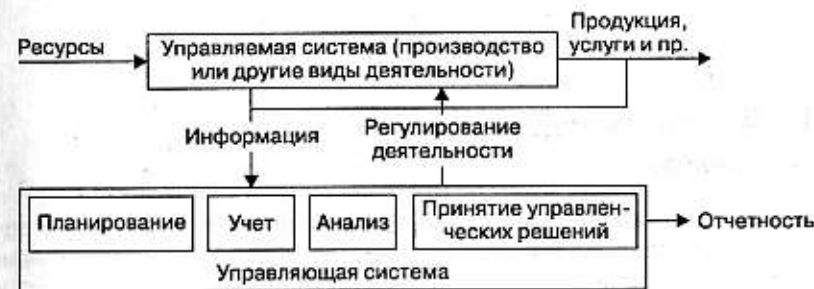 Ресурсы
Управляемая система (производство
или другие виды деятельности)
Продукция,
услуги и пр.
Информация
Регулирование
деятельности
Планирование
Учет
Анализ
Принятие управлен-
ческих решений
Отчетность
Управляющая система